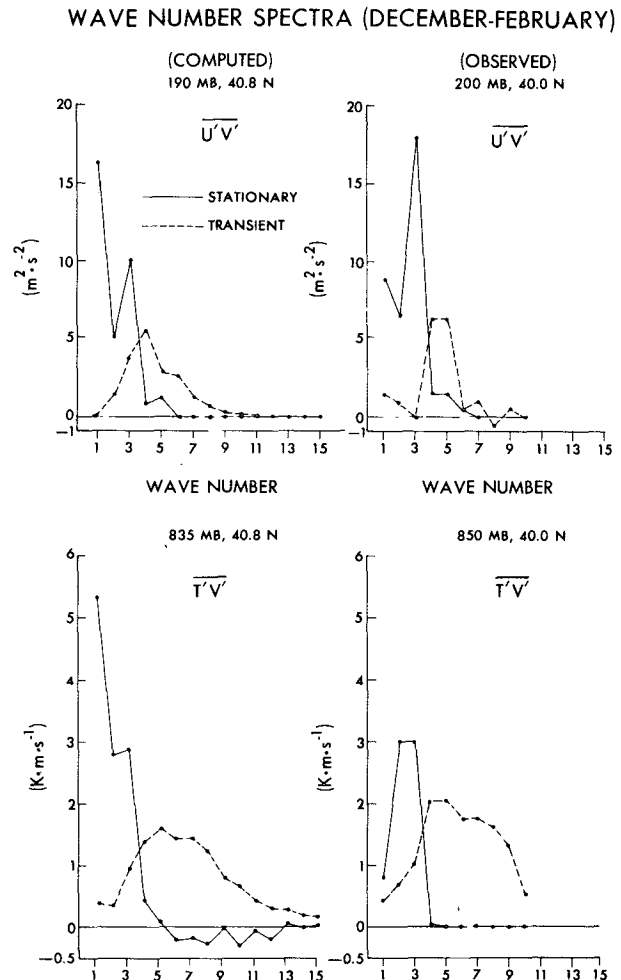 WAVE NUMBER SPECTRA (DECEMBER-FEBRUARY)
(COMPUTED)
190 MB, 40.8 N
(OBSERVED)
200 MB, 40.0 N
U'V'
U'V'
STATIONARY
TRANSIENT
(m²·s⁻²)
20
15
10
5
0
−1
1 3 5 7 9 11 13 15
(m²·s⁻²)
20
15
10
5
0
−1
1 3 5 7 9 11 13 15
WAVE NUMBER
WAVE NUMBER
835 MB, 40.8 N
850 MB, 40.0 N
T'V'
T'V'
(K·m·s⁻¹)
6
5
4
3
2
1
0
−0.5
1 3 5 7 9 11 13 15
(K·m·s⁻¹)
6
5
4
3
2
1
0
−0.5
1 3 5 7 9 11 13 15